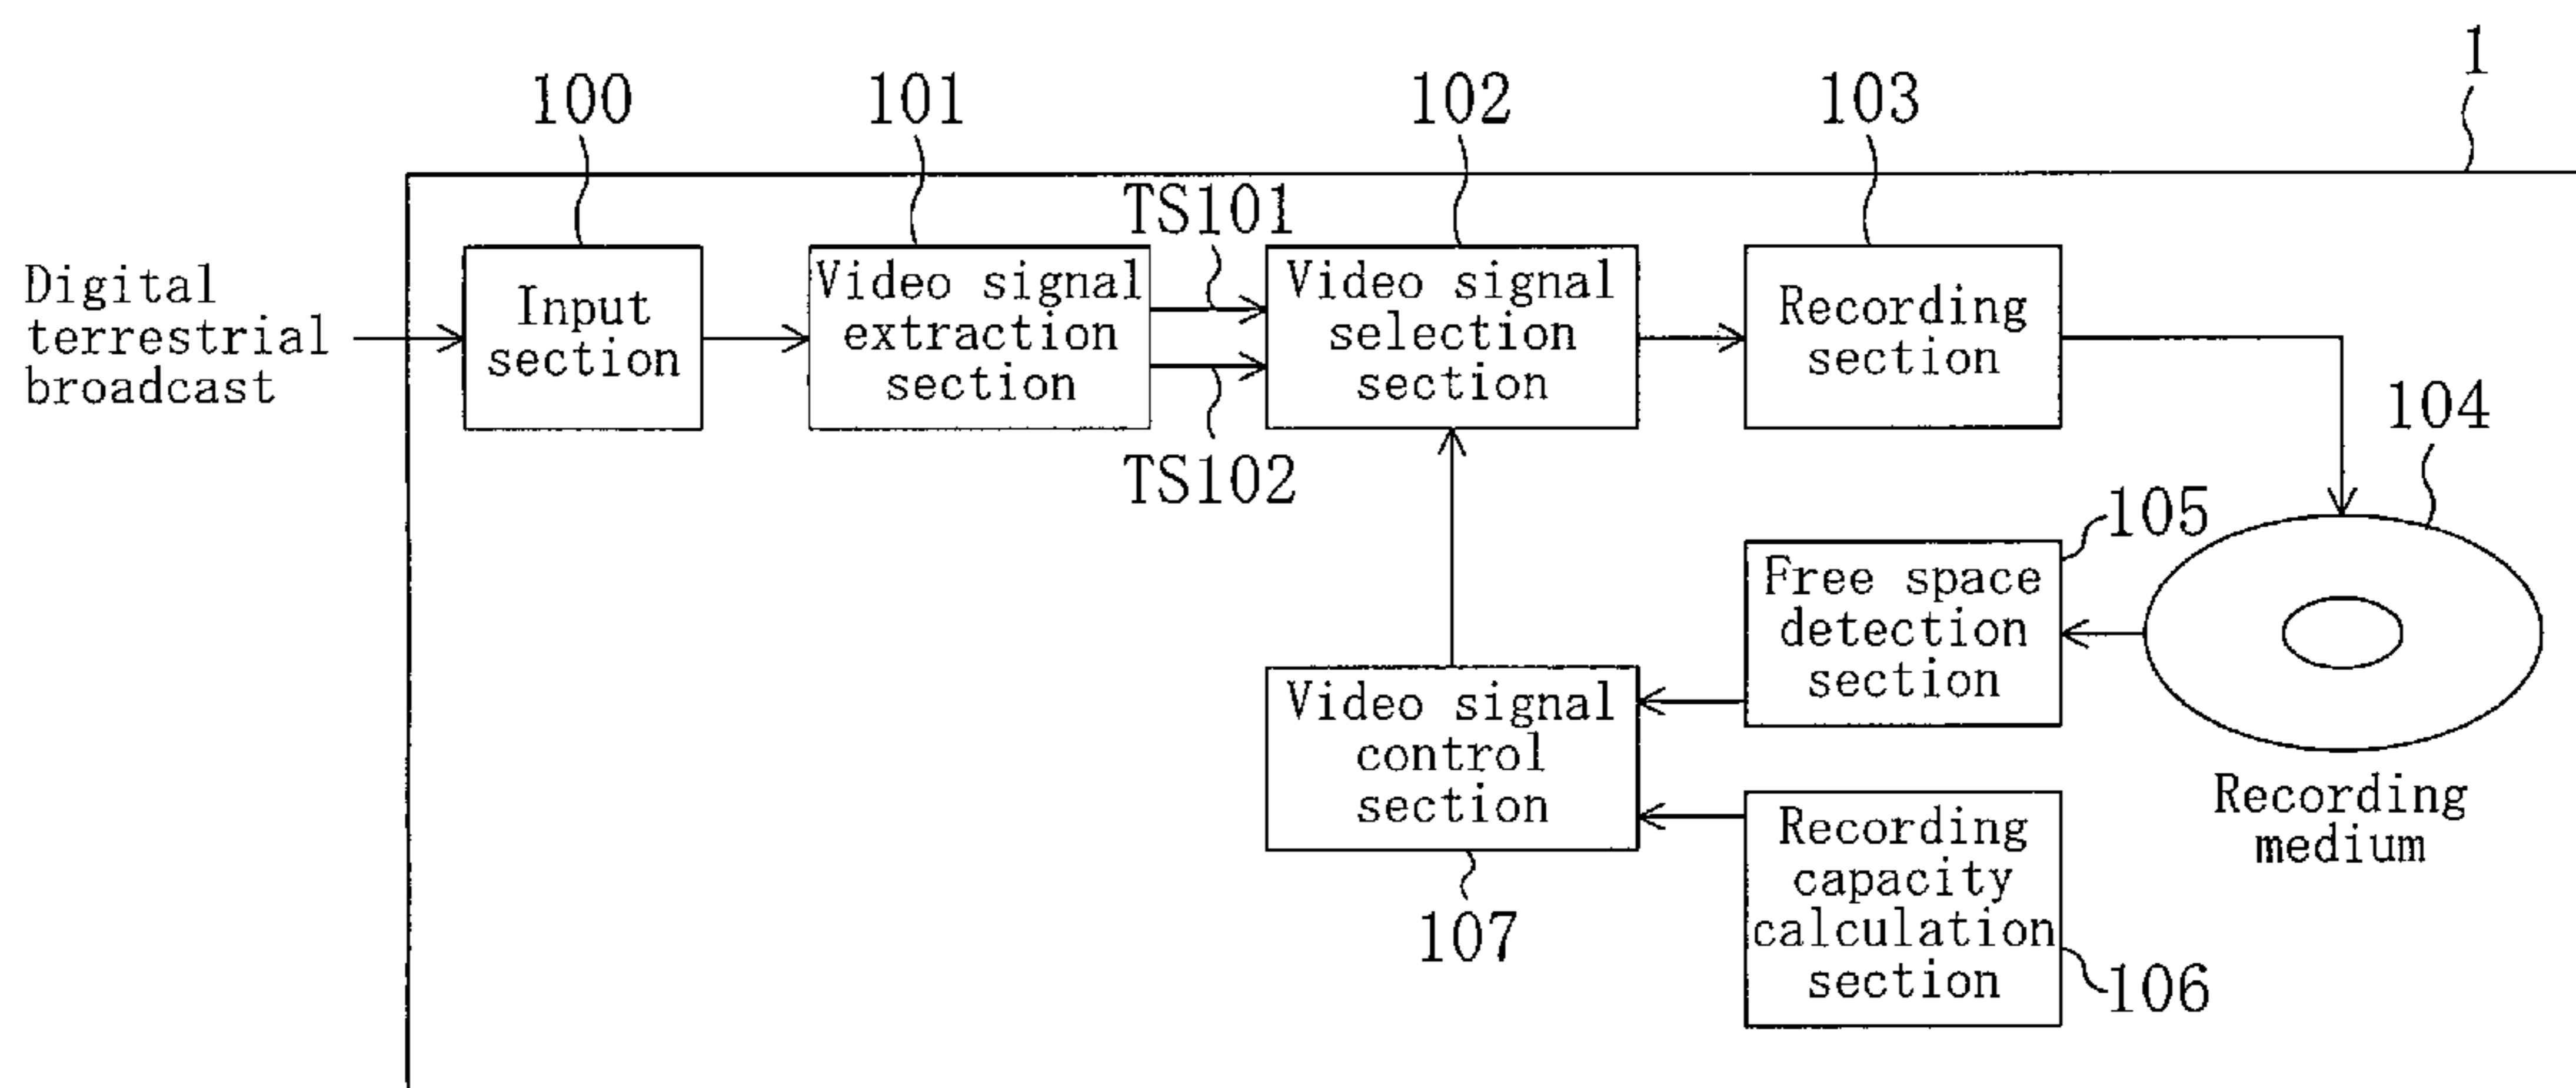 1
100
101
102
103
TS101
Digital
terrestrial
broadcast
Input
section
Video signal
extraction
section
Video signal
selection
section
Recording
section
TS102
104
105
Free space
detection
section
Video signal
control
section
Recording
medium
Recording
capacity
calculation
section
107
106